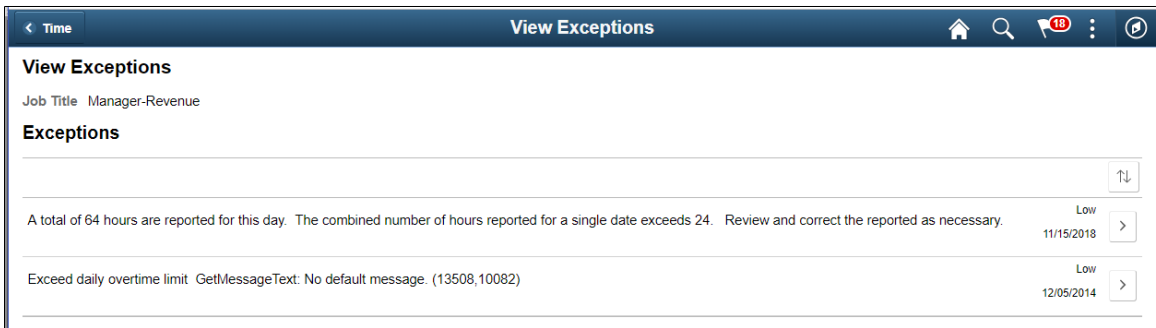 Time
View Exceptions
18
View Exceptions
Job Title Manager-Revenue
Exceptions
A total of 64 hours are reported for this day.  The combined number of hours reported for a single date exceeds 24.   Review and correct the reported as necessary.
Low
11/15/2018
Exceed daily overtime limit  GetMessageText: No default message. (13508,10082)
Low
12/05/2014